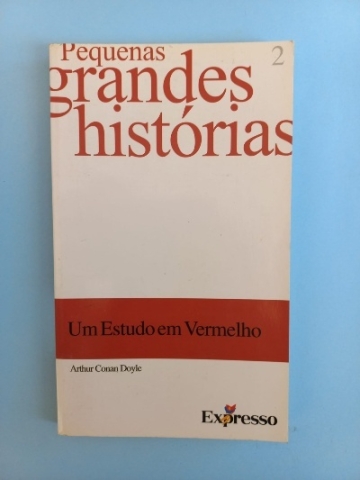 Pequenas
grandes
2
histórias
Um Estudo em Vermelho
Arthur Conan Doyle
Expresso